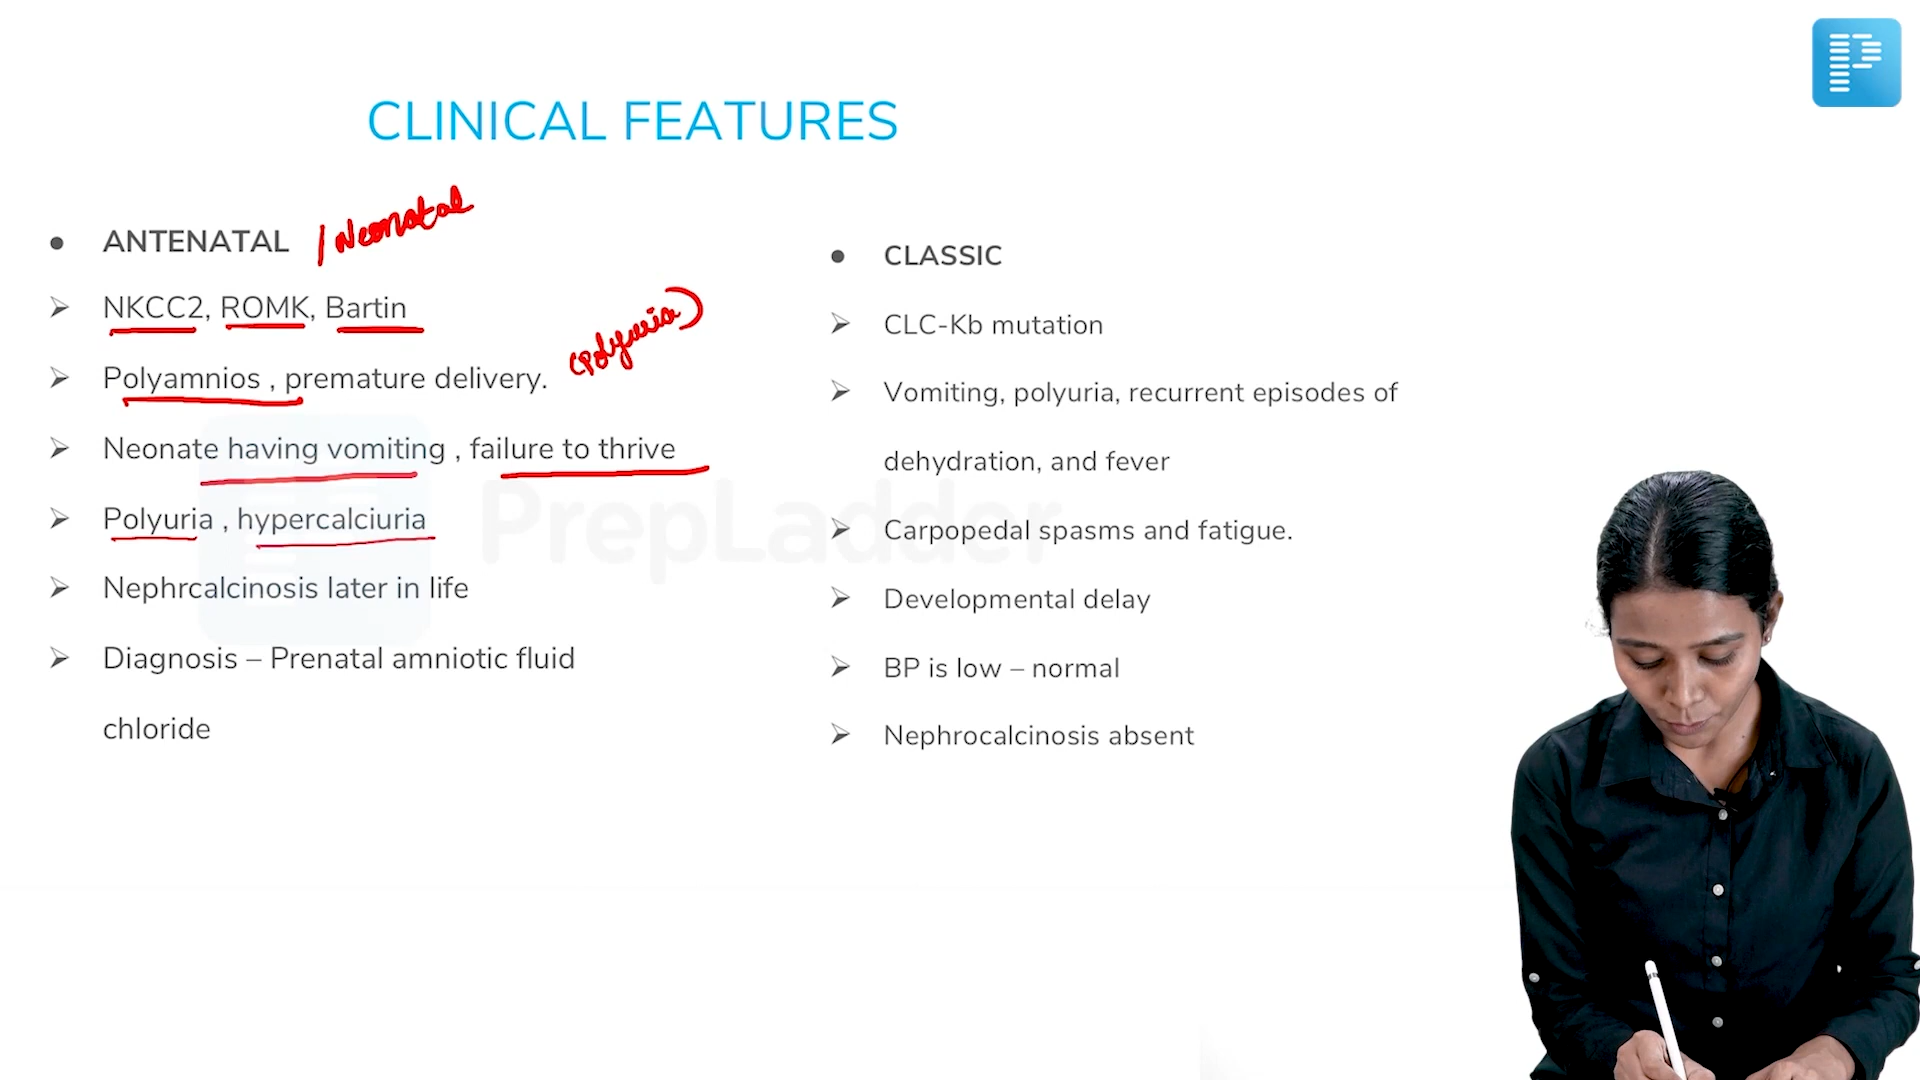 CLINICAL FEATURES
ANTENATAL / Neonatal
NKCC2, ROMK, Bartin
Polyamnios , premature delivery. (Polyuria)
Neonate having vomiting , failure to thrive
Polyuria , hypercalciuria
Nephrcalcinosis later in life
Diagnosis – Prenatal amniotic fluid
chloride
CLASSIC
CLC-Kb mutation
Vomiting, polyuria, recurrent episodes of
dehydration, and fever
Carpopedal spasms and fatigue.
Developmental delay
BP is low – normal
Nephrocalcinosis absent
PrepLadder